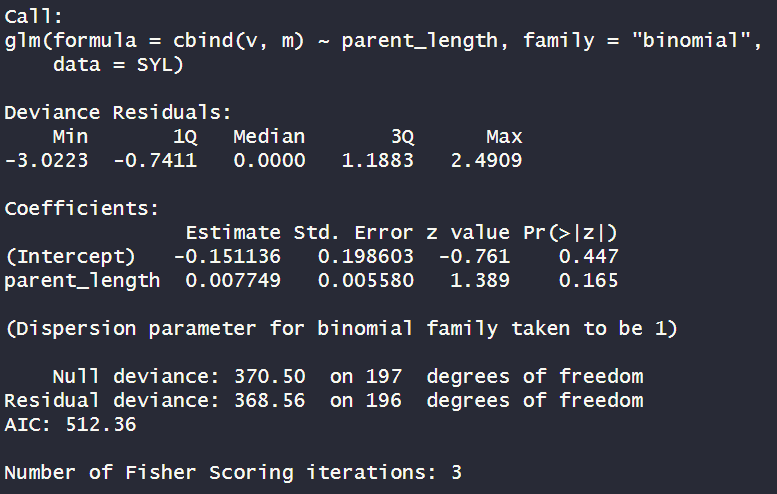 Call:
glm(formula = cbind(v, m) ~ parent_length, family = "binomial",
    data = SYL)

Deviance Residuals:
    Min       1Q   Median       3Q      Max
-3.0223  -0.7411   0.0000   1.1883   2.4909

Coefficients:
               Estimate Std. Error z value Pr(>|z|)
(Intercept)   -0.151136   0.198603  -0.761    0.447
parent_length  0.007749   0.005580   1.389    0.165

(Dispersion parameter for binomial family taken to be 1)

    Null deviance: 370.50  on 197  degrees of freedom
Residual deviance: 368.56  on 196  degrees of freedom
AIC: 512.36

Number of Fisher Scoring iterations: 3